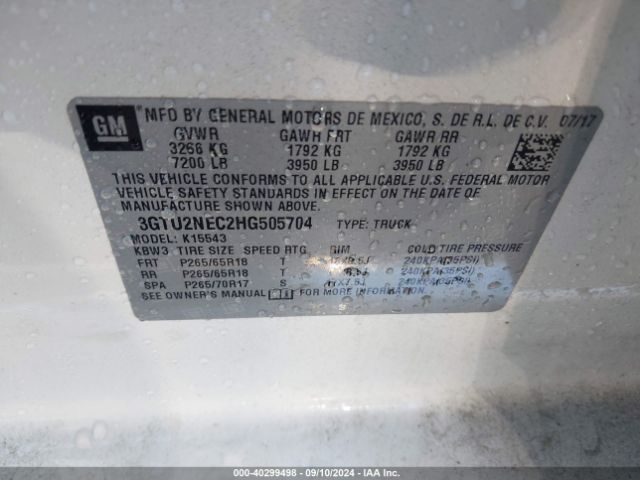 GM MFD BY GENERAL MOTORS DE MEXICO, S. DE R.L. DE C.V. 07/17
GVWR GAWR FRT GAWR RR
3266 KG 1792 KG 1792 KG
7200 LB 3950 LB 3950 LB
THIS VEHICLE CONFORMS TO ALL APPLICABLE U.S. FEDERAL MOTOR
VEHICLE SAFETY STANDARDS IN EFFECT ON THE DATE OF
MANUFACTURE SHOWN ABOVE.
3GTU2NEC2HG505704 TYPE: TRUCK
MODEL: K15543
KBW3 TIRE SIZE SPEED RTG RIM COLD TIRE PRESSURE
FRT P265/65R18 T 240KPA(35PSI)
RR P265/65R18 T 240KPA(35PSI)
SPA P265/70R17 S 17X7.5J 240KPA(35PSI)
SEE OWNER'S MANUAL FOR MORE INFORMATION.
000-40299498 - 09/10/2024 - IAA Inc.